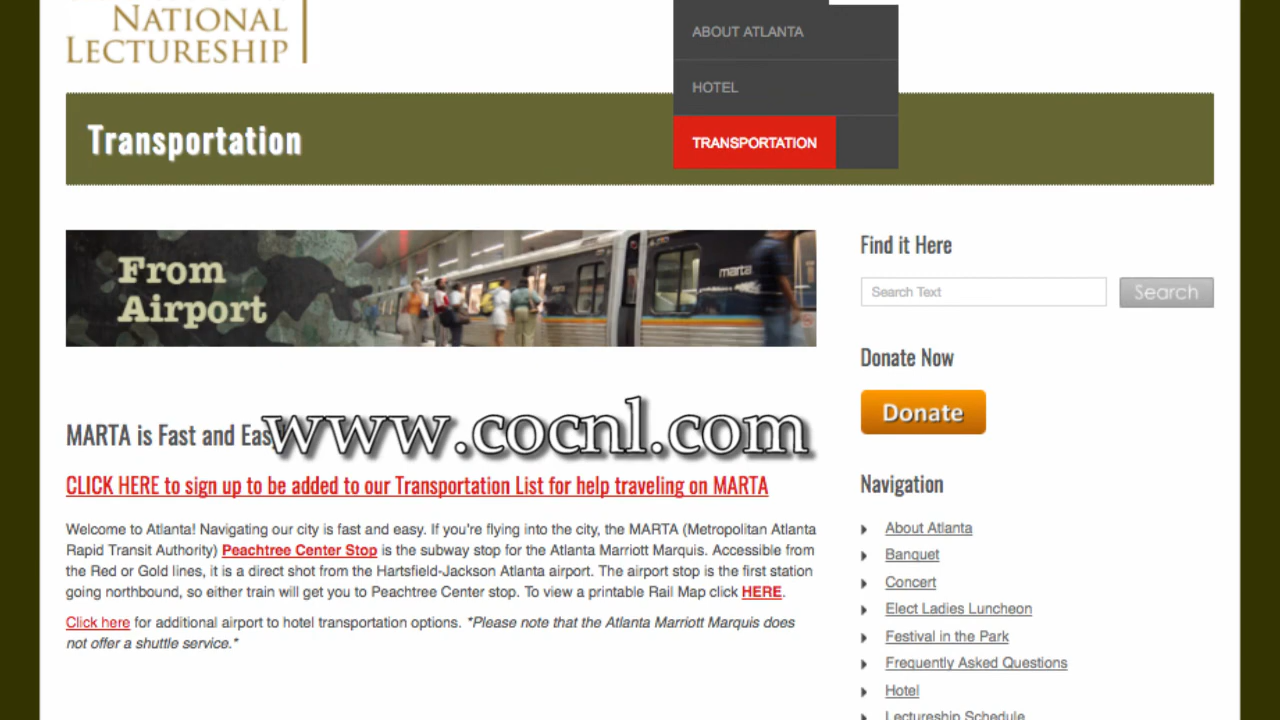 NATIONAL
LECTURESHIP
ABOUT ATLANTA
HOTEL
TRANSPORTATION
Transportation
From
Airport
marta
Find it Here
Search Text
Search
Donate Now
Donate
MARTA is Fast and Eas
www.cocnl.com
CLICK HERE to sign up to be added to our Transportation List for help traveling on MARTA
Welcome to Atlanta! Navigating our city is fast and easy. If you're flying into the city, the MARTA (Metropolitan Atlanta
Rapid Transit Authority) Peachtree Center Stop is the subway stop for the Atlanta Marriott Marquis. Accessible from
the Red or Gold lines, it is a direct shot from the Hartsfield-Jackson Atlanta airport. The airport stop is the first station
going northbound, so either train will get you to Peachtree Center stop. To view a printable Rail Map click HERE.
Click here for additional airport to hotel transportation options. *Please note that the Atlanta Marriott Marquis does
not offer a shuttle service.*
Navigation
About Atlanta
Banquet
Concert
Elect Ladies Luncheon
Festival in the Park
Frequently Asked Questions
Hotel
Lectureship Schedule